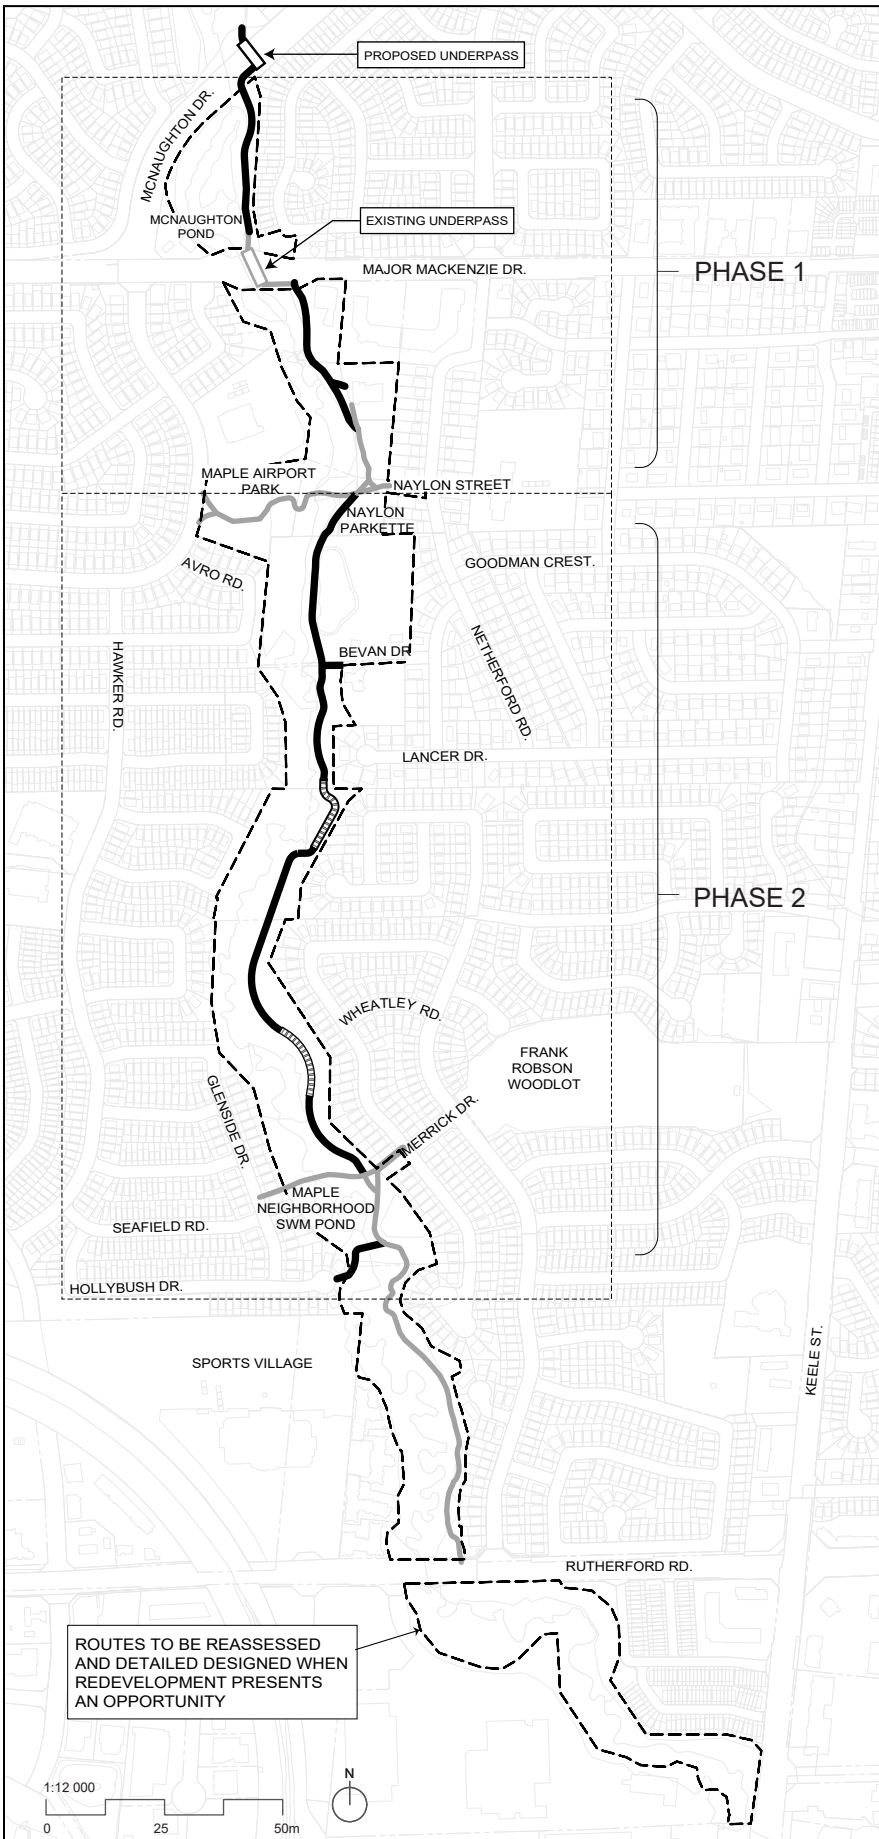 PROPOSED UNDERPASS
MCNAUGHTON DR.
MCNAUGHTON
POND
EXISTING UNDERPASS
MAJOR MACKENZIE DR.
PHASE 1
MAPLE AIRPORT
PARK
NAYLON STREET
NAYLON
PARKETTE
GOODMAN CREST.
AVRO RD.
HAWKER RD.
BEVAN DR
NETHERFORD RD.
LANCER DR.
PHASE 2
WHEATLEY RD.
FRANK
ROBSON
WOODLOT
GLENSIDE DR.
MERRICK DR.
MAPLE
NEIGHBORHOOD
SWM POND
SEAFIELD RD.
HOLLYBUSH DR.
SPORTS VILLAGE
KEELE ST.
RUTHERFORD RD.
ROUTES TO BE REASSESSED
AND DETAILED DESIGNED WHEN
REDEVELOPMENT PRESENTS
AN OPPORTUNITY
1:12 000
0 25 50m
N